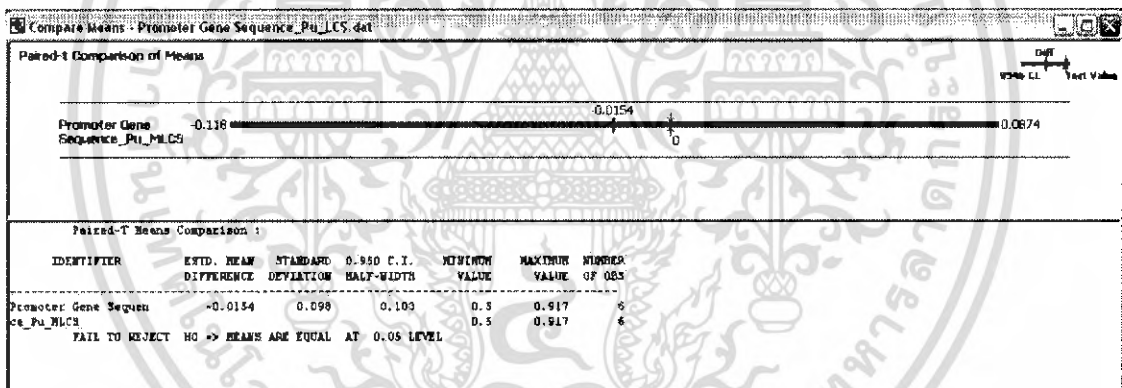 Compare Means - Promoter Gene Sequence_Pu_LCS.dat
Paired-t Comparison of Means
Diff
95% CL Test Value
-0.0154
Promoter Gene -0.118 0.0874
Sequence_Pu_MLCS 0
Paired-T Means Comparison :
IDENTIFIER ESTD. MEAN STANDARD 0.950 C.I. MINIMUM MAXIMUM NUMBER
DIFFERENCE DEVIATION HALF-WIDTH VALUE VALUE OF OBS
Promoter Gene Sequen -0.0154 0.098 0.103 0.5 0.917 6
ce_Pu_MLCS 0.5 0.917 6
FAIL TO REJECT H0 => MEANS ARE EQUAL AT 0.05 LEVEL